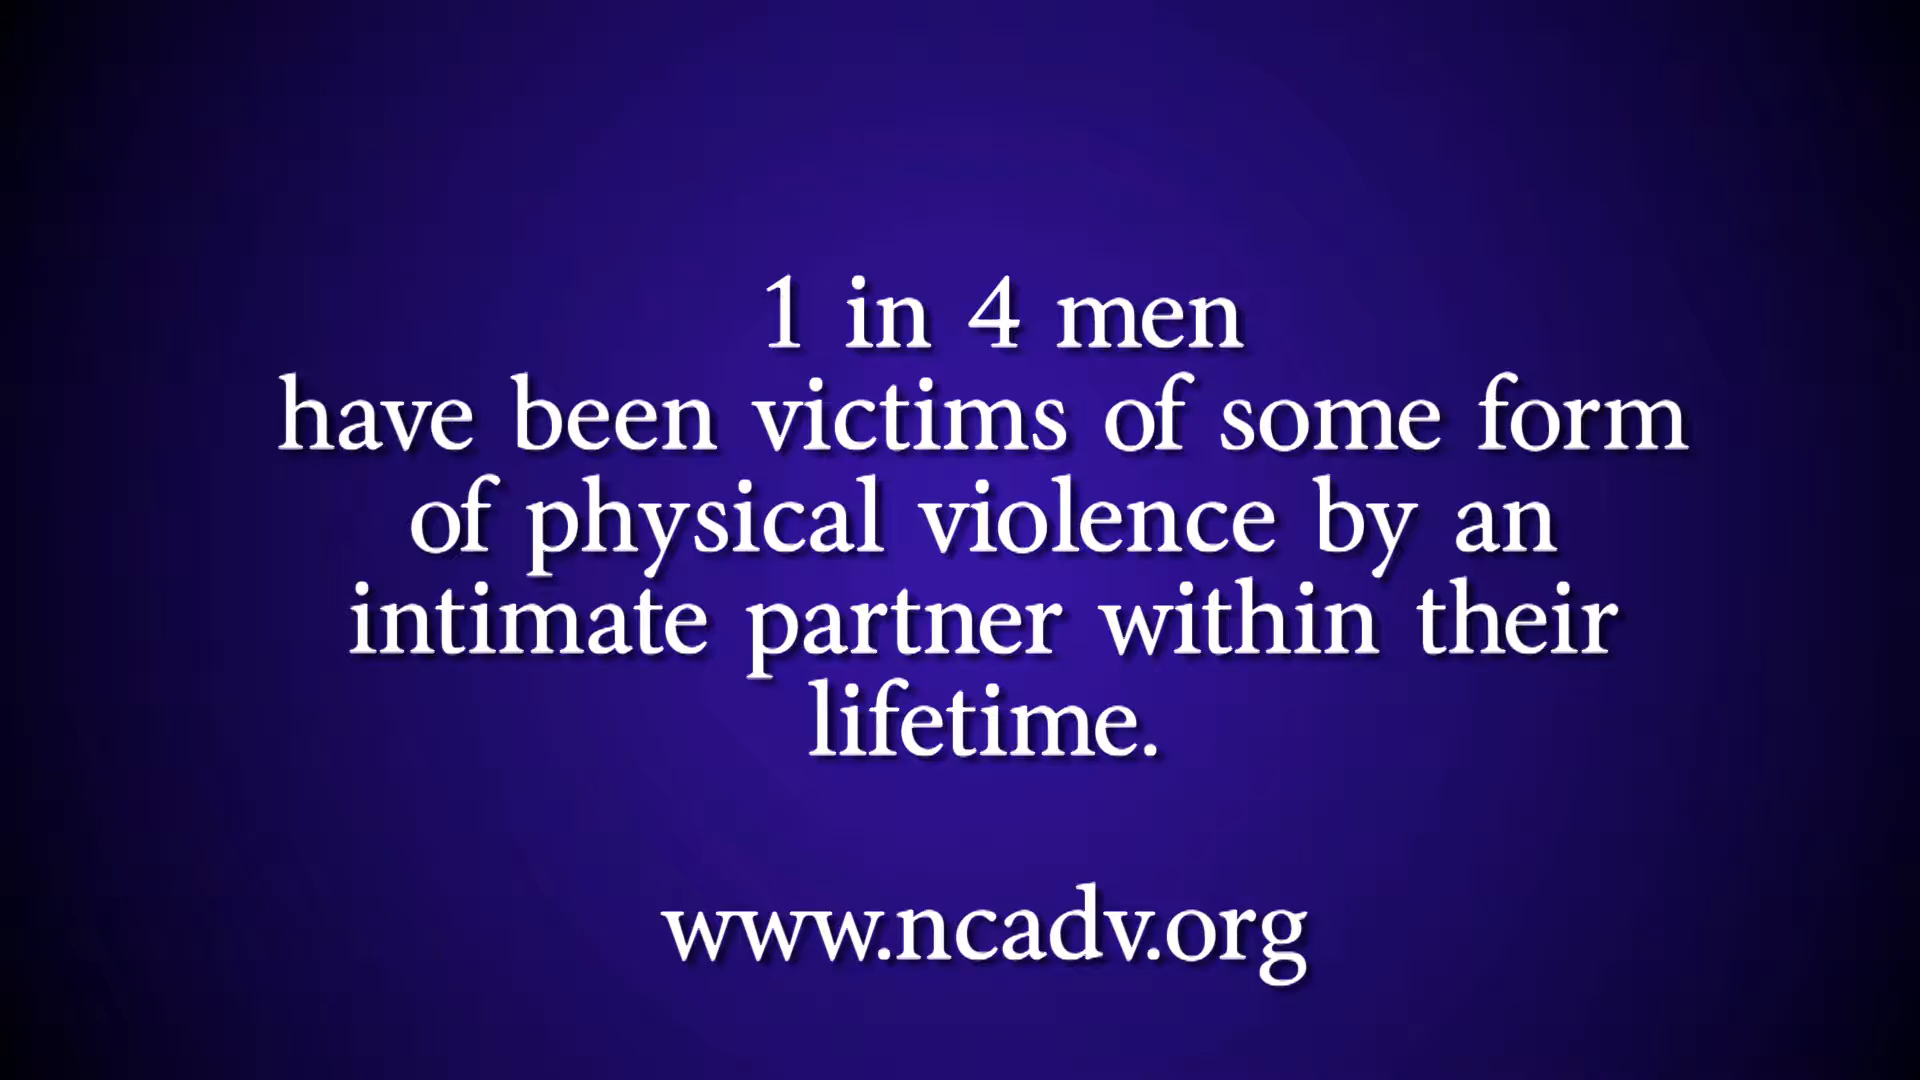 1 in 4 men
have been victims of some form
of physical violence by an
intimate partner within their
lifetime.
www.ncadv.org